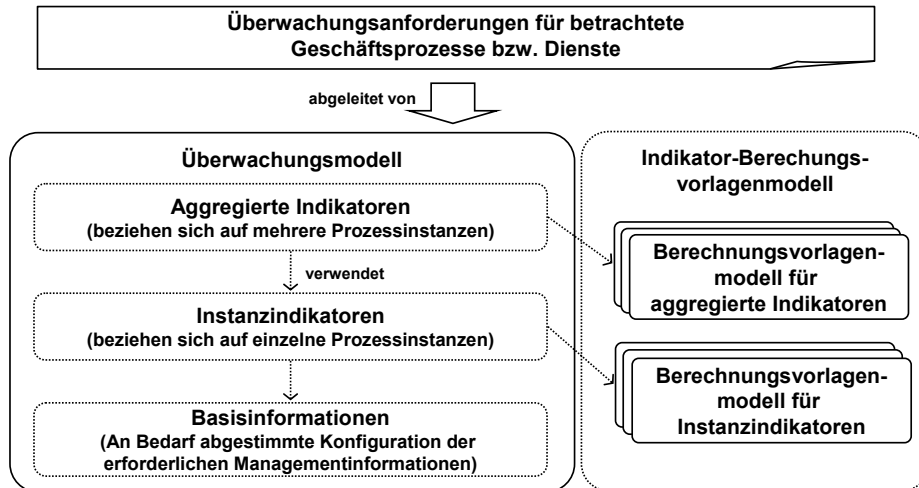 Überwachungsanforderungen für betrachtete
Geschäftsprozesse bzw. Dienste
abgeleitet von
Überwachungsmodell
Aggregierte Indikatoren
(beziehen sich auf mehrere Prozessinstanzen)
verwendet
Instanzindikatoren
(beziehen sich auf einzelne Prozessinstanzen)
Basisinformationen
(An Bedarf abgestimmte Konfiguration der
erforderlichen Managementinformationen)
Indikator-Berechungs-
vorlagenmodell
Berechnungsvorlagen-
modell für
aggregierte Indikatoren
Berechnungsvorlagen-
modell für
Instanzindikatoren